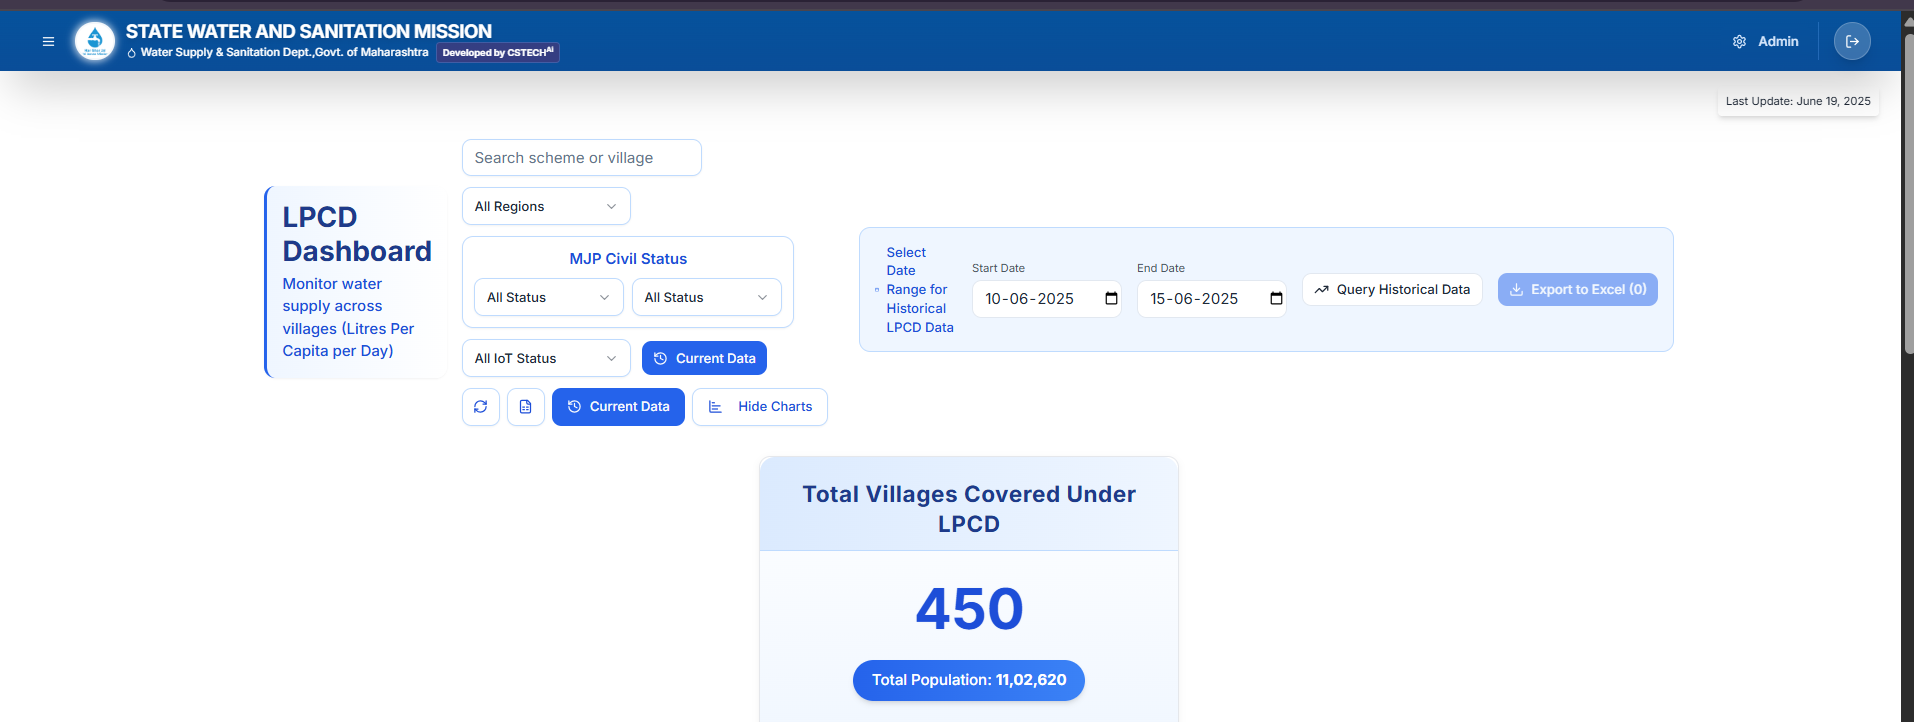 STATE WATER AND SANITATION MISSION
Water Supply & Sanitation Dept.,Govt. of Maharashtra
Developed by CSTECH AI
Admin
Last Update: June 19, 2025
LPCD
Dashboard
Monitor water
supply across
villages (Litres Per
Capita per Day)
Search scheme or village
All Regions
MJP Civil Status
All Status
All Status
All IoT Status
Current Data
Current Data
Hide Charts
Select
Date
Range for
Historical
LPCD Data
Start Date
10-06-2025
End Date
15-06-2025
Query Historical Data
Export to Excel (0)
Total Villages Covered Under
LPCD
450
Total Population: 11,02,620